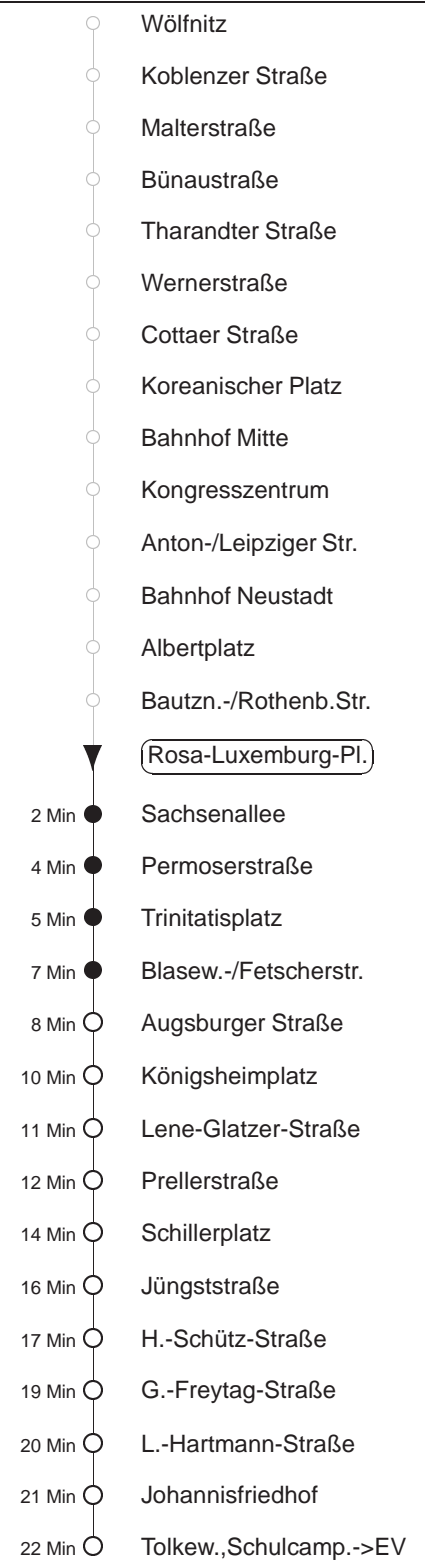 Wölfnitz
Koblenzer Straße
Malterstraße
Bünaustraße
Tharandter Straße
Wernerstraße
Cottaer Straße
Koreanischer Platz
Bahnhof Mitte
Kongresszentrum
Anton-/Leipziger Str.
Bahnhof Neustadt
Albertplatz
Bautzn.-/Rothenb.Str.
Rosa-Luxemburg-Pl.
2 Min Sachsenallee
4 Min Permoserstraße
5 Min Trinitatisplatz
7 Min Blasew.-/Fetscherstr.
8 Min Augsburger Straße
10 Min Königsheimplatz
11 Min Lene-Glatzer-Straße
12 Min Prellerstraße
14 Min Schillerplatz
16 Min Jüngststraße
17 Min H.-Schütz-Straße
19 Min G.-Freytag-Straße
20 Min L.-Hartmann-Straße
21 Min Johannisfriedhof
22 Min Tolkew.,Schulcamp.->EV